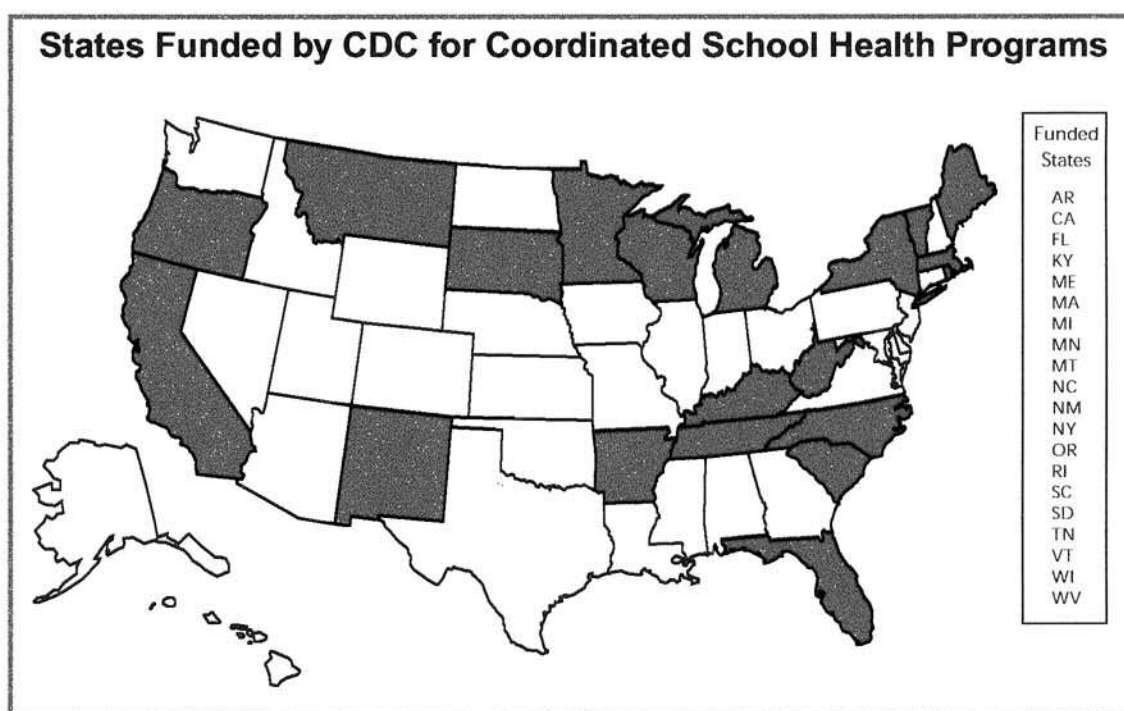 States Funded by CDC for Coordinated School Health Programs
Funded
States
AR
CA
FL
KY
ME
MA
MI
MN
MT
NC
NM
NY
OR
RI
SC
SD
TN
VT
WI
WV